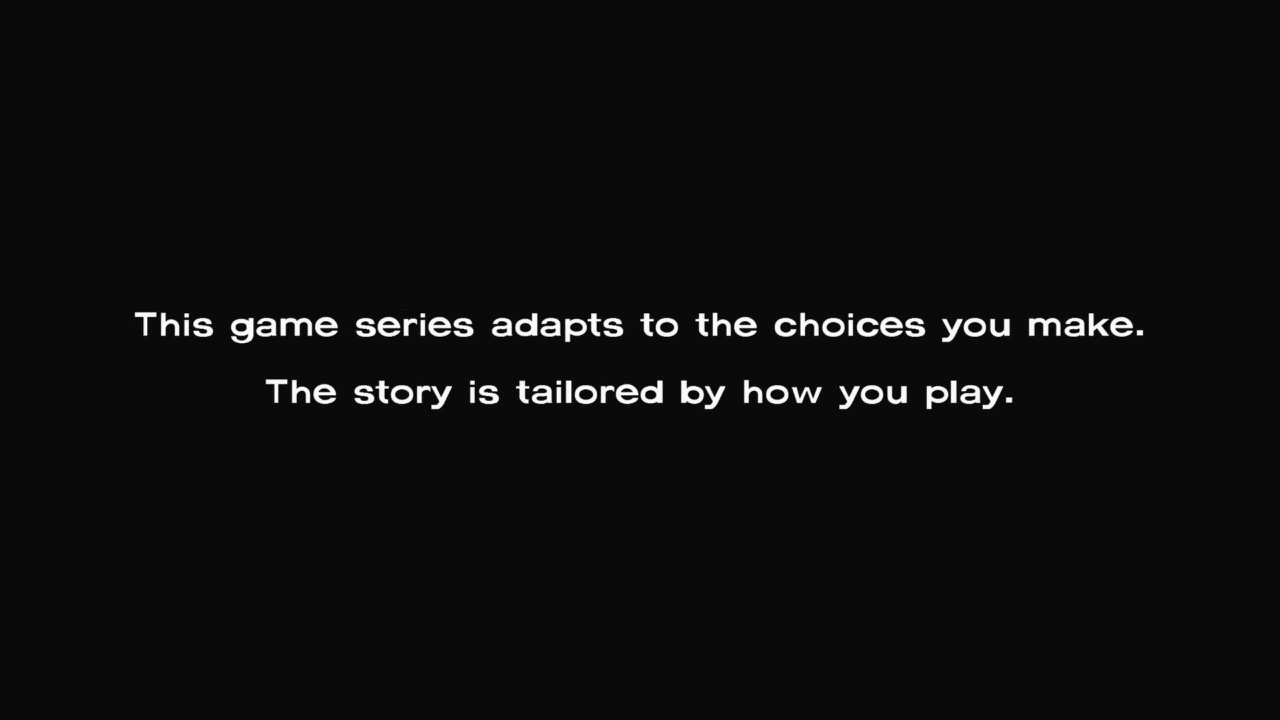 This game series adapts to the choices you make.
The story is tailored by how you play.